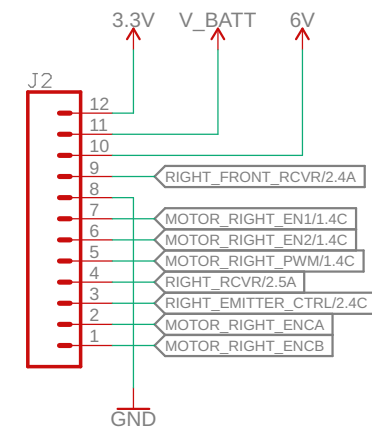 3.3V V_BATT 6V
J2
12
11
10
9 RIGHT_FRONT_RCVR/2.4A
8
7 MOTOR_RIGHT_EN1/1.4C
6 MOTOR_RIGHT_EN2/1.4C
5 MOTOR_RIGHT_PWM/1.4C
4 RIGHT_RCVR/2.5A
3 RIGHT_EMITTER_CTRL/2.4C
2 MOTOR_RIGHT_ENCA
1 MOTOR_RIGHT_ENCB
GND